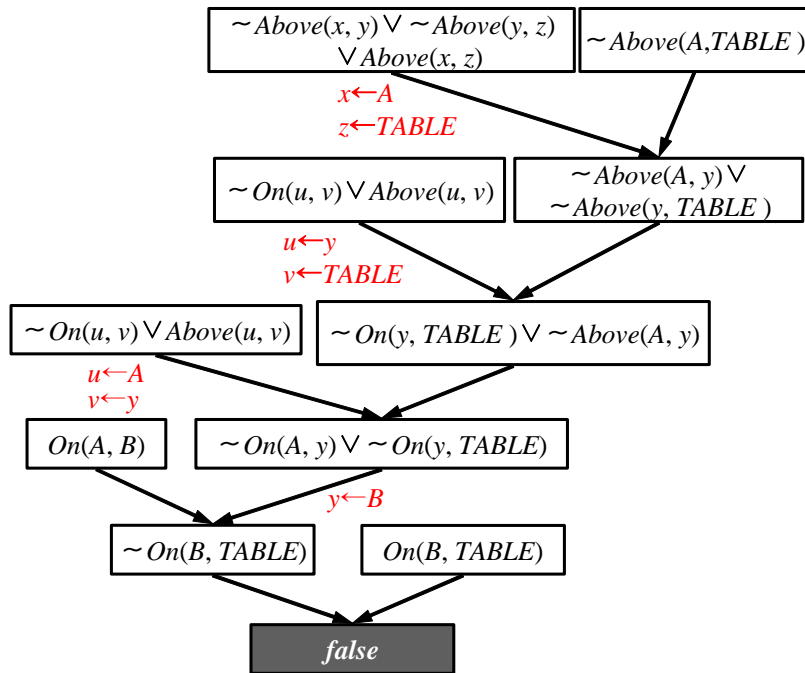 ~Above(x, y)∨~Above(y, z)
∨Above(x, z)
~Above(A,TABLE )
x←A
z←TABLE
~On(u, v)∨Above(u, v)
~Above(A, y)∨
~Above(y, TABLE )
u←y
v←TABLE
~On(u, v)∨Above(u, v)
~On(y, TABLE )∨~Above(A, y)
u←A
v←y
On(A, B)
~On(A, y)∨~On(y, TABLE)
y←B
~On(B, TABLE)
On(B, TABLE)
false